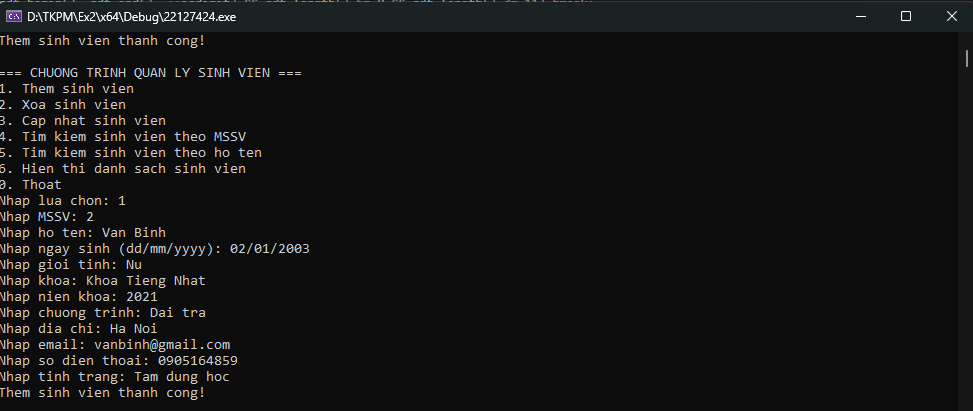 D:\TKPM\Ex2\x64\Debug\22127424.exe
Them sinh vien thanh cong!
=== CHUONG TRINH QUAN LY SINH VIEN ===
1. Them sinh vien
2. Xoa sinh vien
3. Cap nhat sinh vien
4. Tim kiem sinh vien theo MSSV
5. Tim kiem sinh vien theo ho ten
6. Hien thi danh sach sinh vien
0. Thoat
Nhap lua chon: 1
Nhap MSSV: 2
Nhap ho ten: Van Binh
Nhap ngay sinh (dd/mm/yyyy): 02/01/2003
Nhap gioi tinh: Nu
Nhap khoa: Khoa Tieng Nhat
Nhap nien khoa: 2021
Nhap chuong trinh: Dai tra
Nhap dia chi: Ha Noi
Nhap email: vanbinh@gmail.com
Nhap so dien thoai: 0905164859
Nhap tinh trang: Tam dung hoc
Them sinh vien thanh cong!